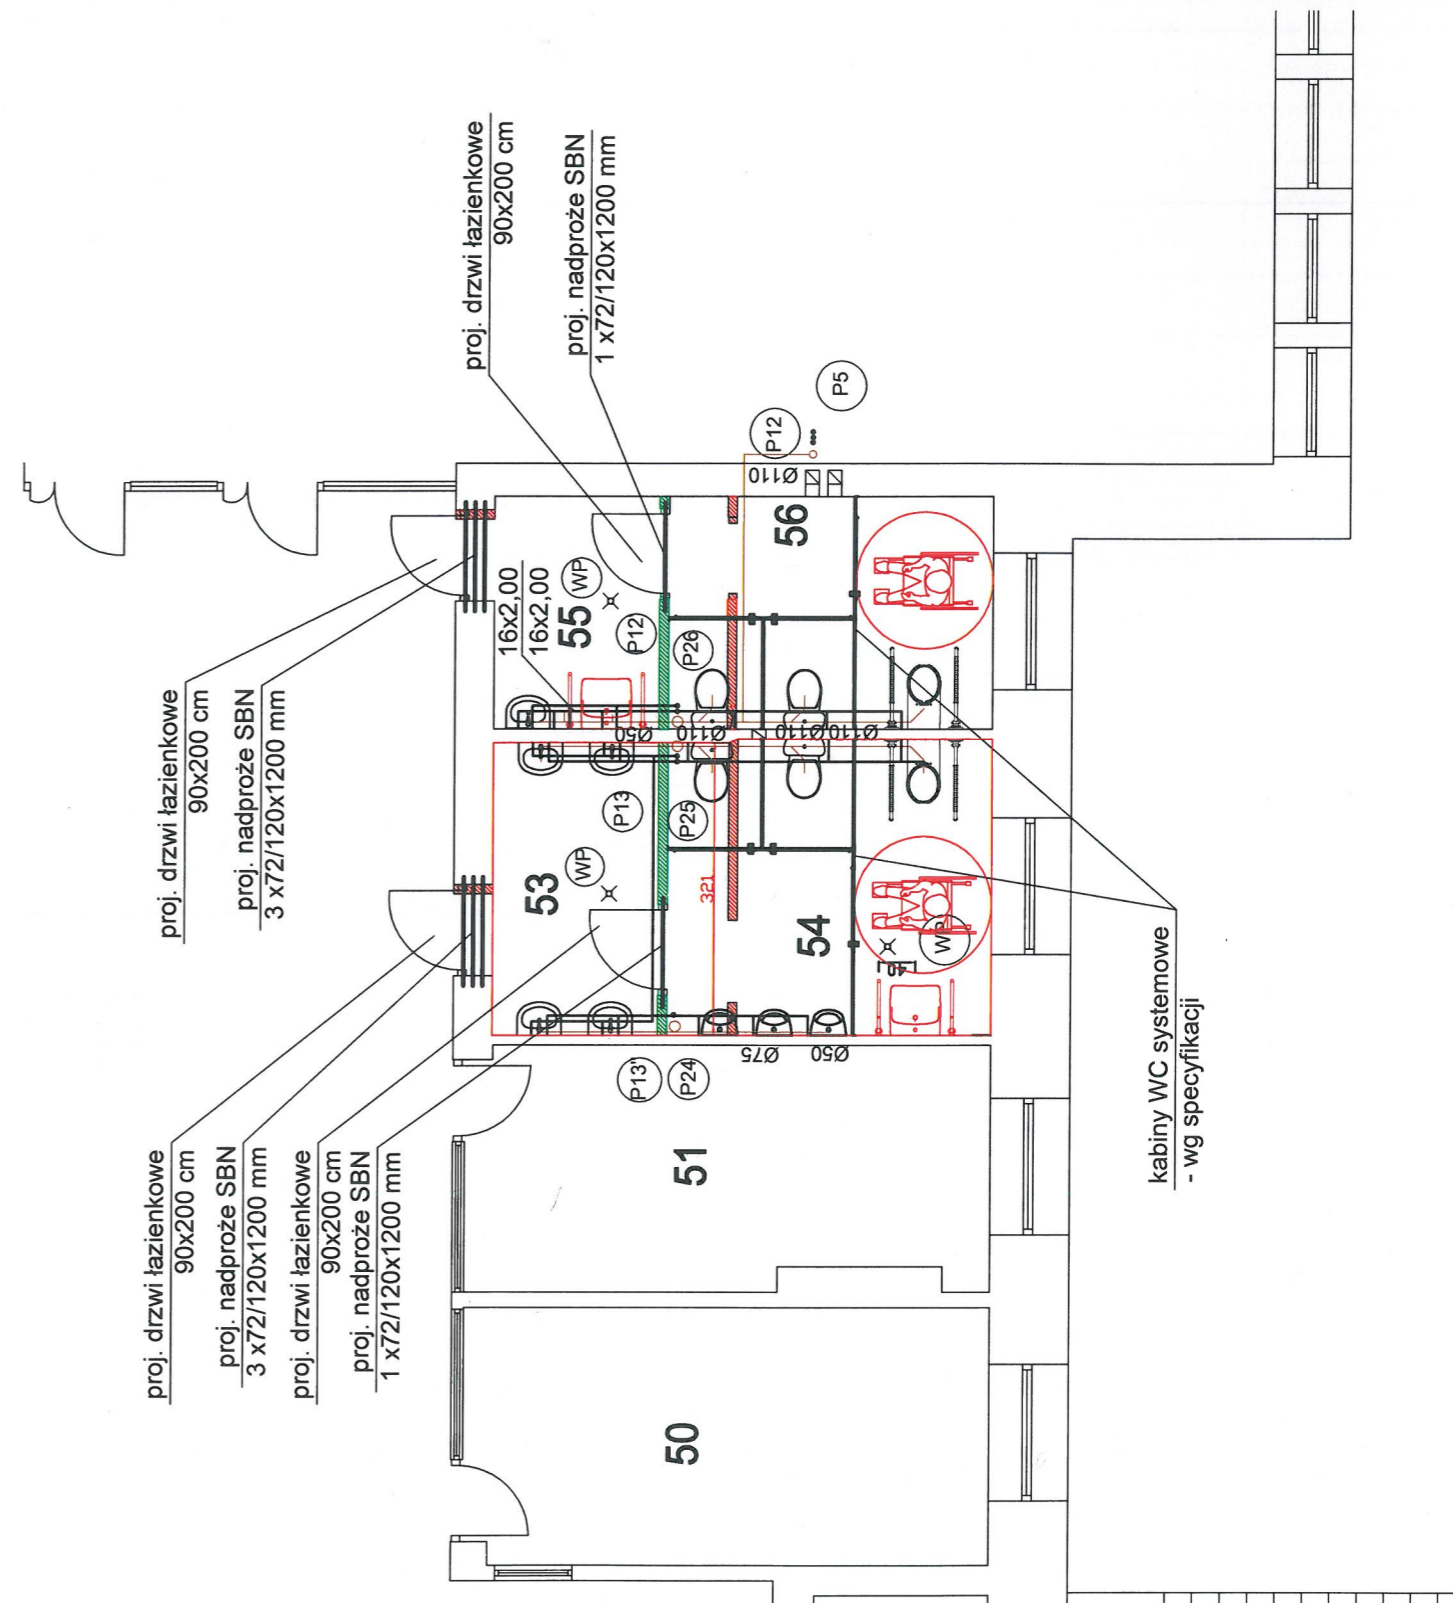 proj. drzwi łazienkowe
90x200 cm
proj. nadproże SBN
1 x72/120x1200 mm
proj. drzwi łazienkowe
90x200 cm
proj. nadproże SBN
3 x72/120x1200 mm
proj. drzwi łazienkowe
90x200 cm
proj. nadproże SBN
3 x72/120x1200 mm
proj. drzwi łazienkowe
90x200 cm
proj. nadproże SBN
1 x72/120x1200 mm
kabiny WC systemowe
- wg specyfikacji
16x2,00
16x2,00
55
WP
P12
P26
56
Ø110
P12
P5
Ø50
Ø110
Ø110
Ø110
53
WP
P13
P25
321
54
WP
40
Ø75
Ø50
P13"
P24
51
50